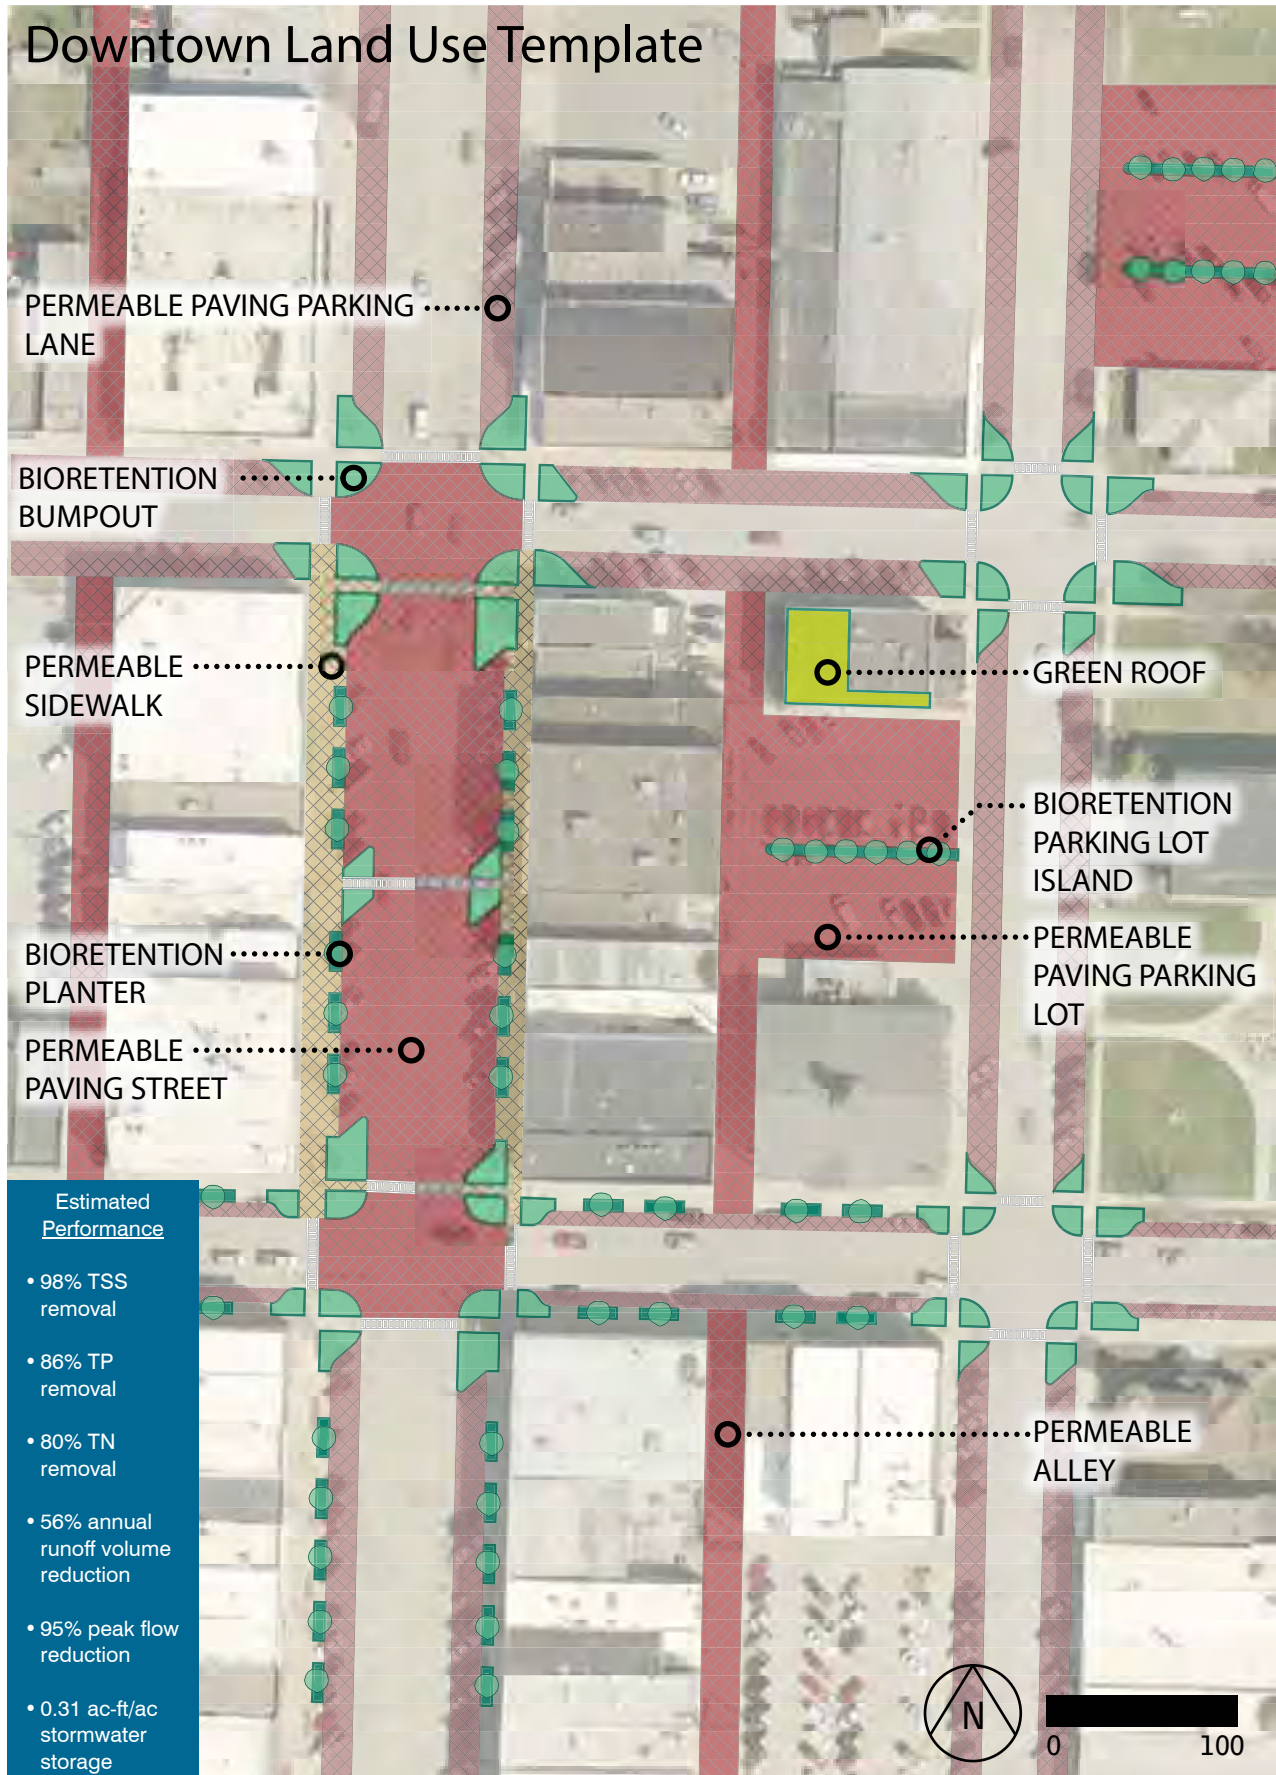 Downtown Land Use Template
PERMEABLE PAVING PARKING
LANE
BIORETENTION
BUMPOUT
PERMEABLE
SIDEWALK
GREEN ROOF
BIORETENTION
PARKING LOT
ISLAND
BIORETENTION
PLANTER
PERMEABLE
PAVING PARKING
LOT
PERMEABLE
PAVING STREET
Estimated
Performance
• 98% TSS
removal
• 86% TP
removal
• 80% TN
removal
• 56% annual
runoff volume
reduction
• 95% peak flow
reduction
• 0.31 ac-ft/ac
stormwater
storage
PERMEABLE
ALLEY
N
0 100